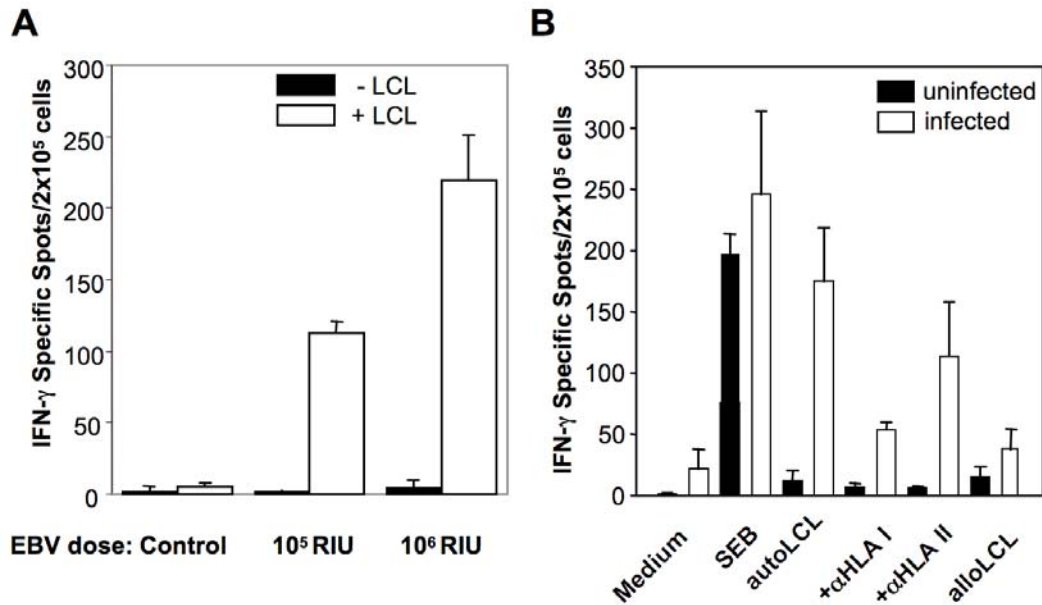 A
IFN-γ Specific Spots/2x10⁵ cells
300
250
200
150
100
50
0
- LCL
+ LCL
EBV dose: Control 10⁵ RIU 10⁶ RIU
B
IFN-γ Specific Spots/2x10⁵ cells
350
300
250
200
150
100
50
0
uninfected
infected
Medium
SEB
autoLCL
+αHLA I
+αHLA II
alloLCL